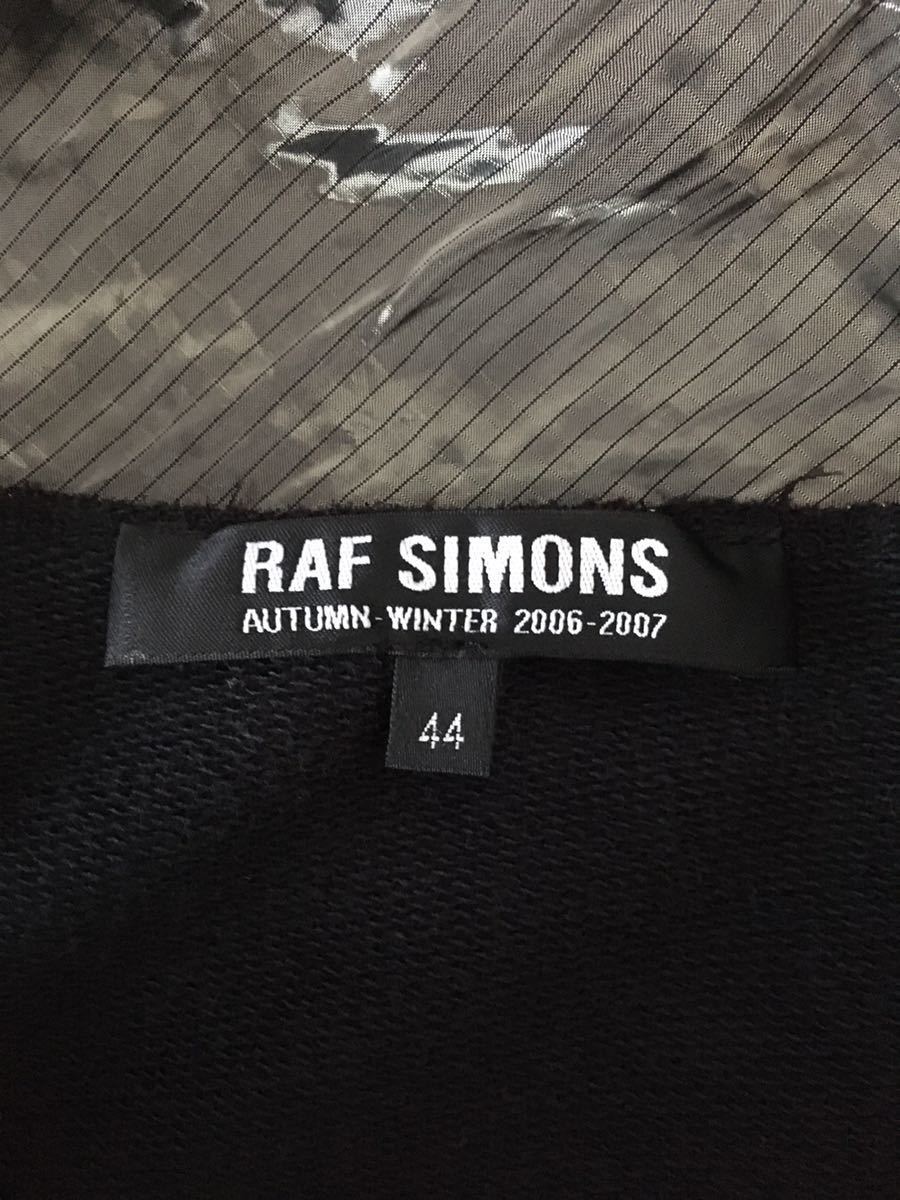 RAF SIMONS
AUTUMN-WINTER 2006-2007
44